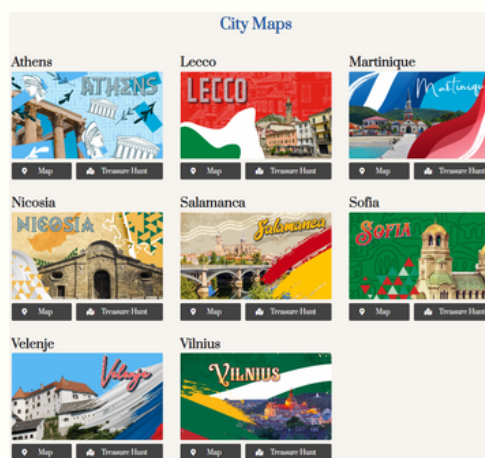 City Maps
Athens
Lecco
Martinique
ATHENS
LECCO
Martinique
Map
Treasure Hunt
Map
Treasure Hunt
Map
Treasure Hunt
Nicosia
Salamanca
Sofia
NICOSIA
Salamanca
SOFIA
Map
Treasure Hunt
Map
Treasure Hunt
Map
Treasure Hunt
Velenje
Vilnius
Velenje
VILNIUS
Map
Treasure Hunt
Map
Treasure Hunt